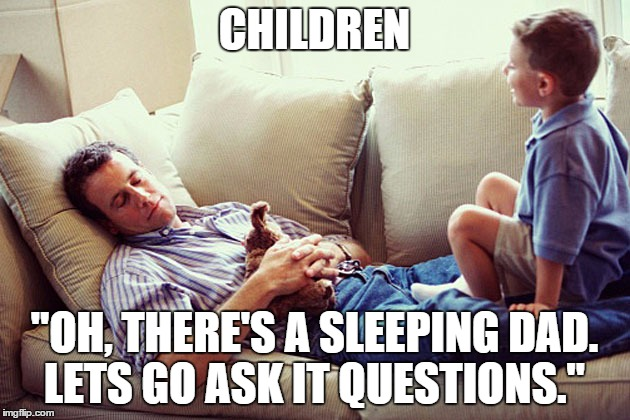 CHILDREN
"OH, THERE'S A SLEEPING DAD.
LETS GO ASK IT QUESTIONS."
imgflip.com